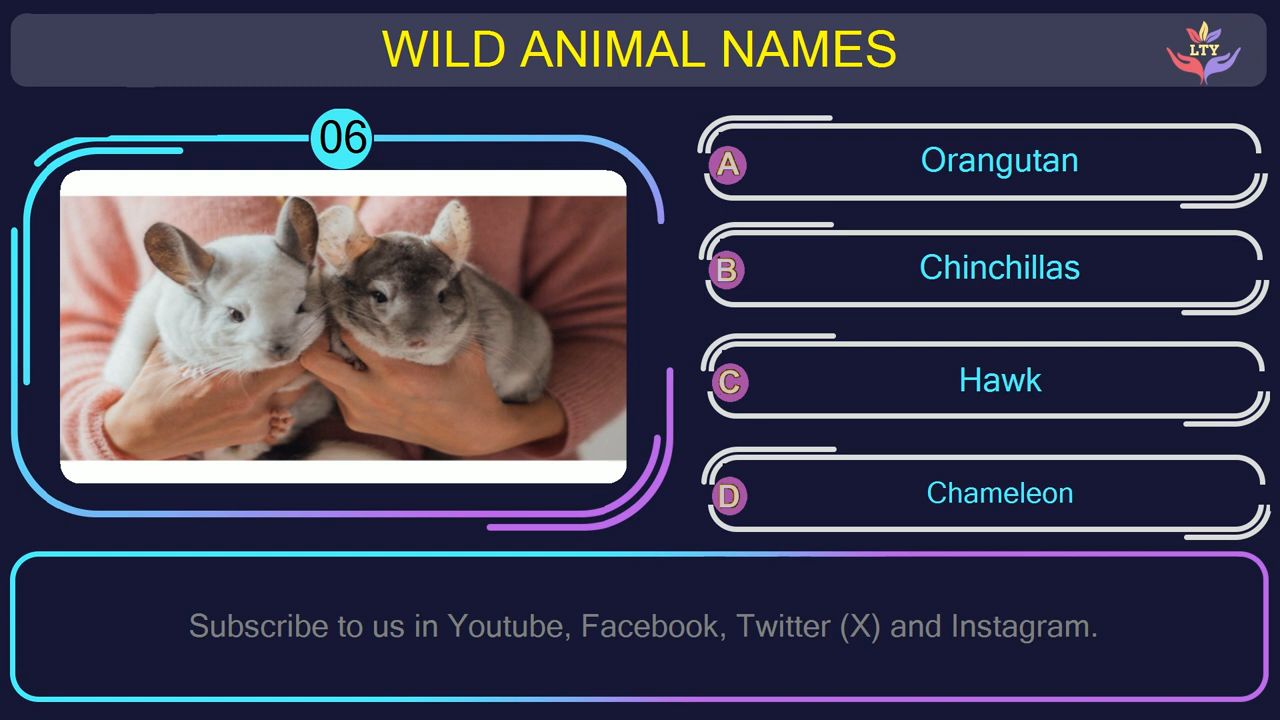 WILD ANIMAL NAMES
LTY
06
A
Orangutan
B
Chinchillas
C
Hawk
D
Chameleon
Subscribe to us in Youtube, Facebook, Twitter (X) and Instagram.